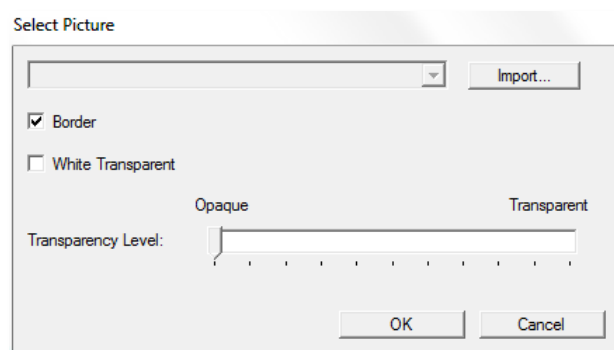 Select Picture
Import...
Border
White Transparent
Opaque Transparent
Transparency Level:
OK Cancel